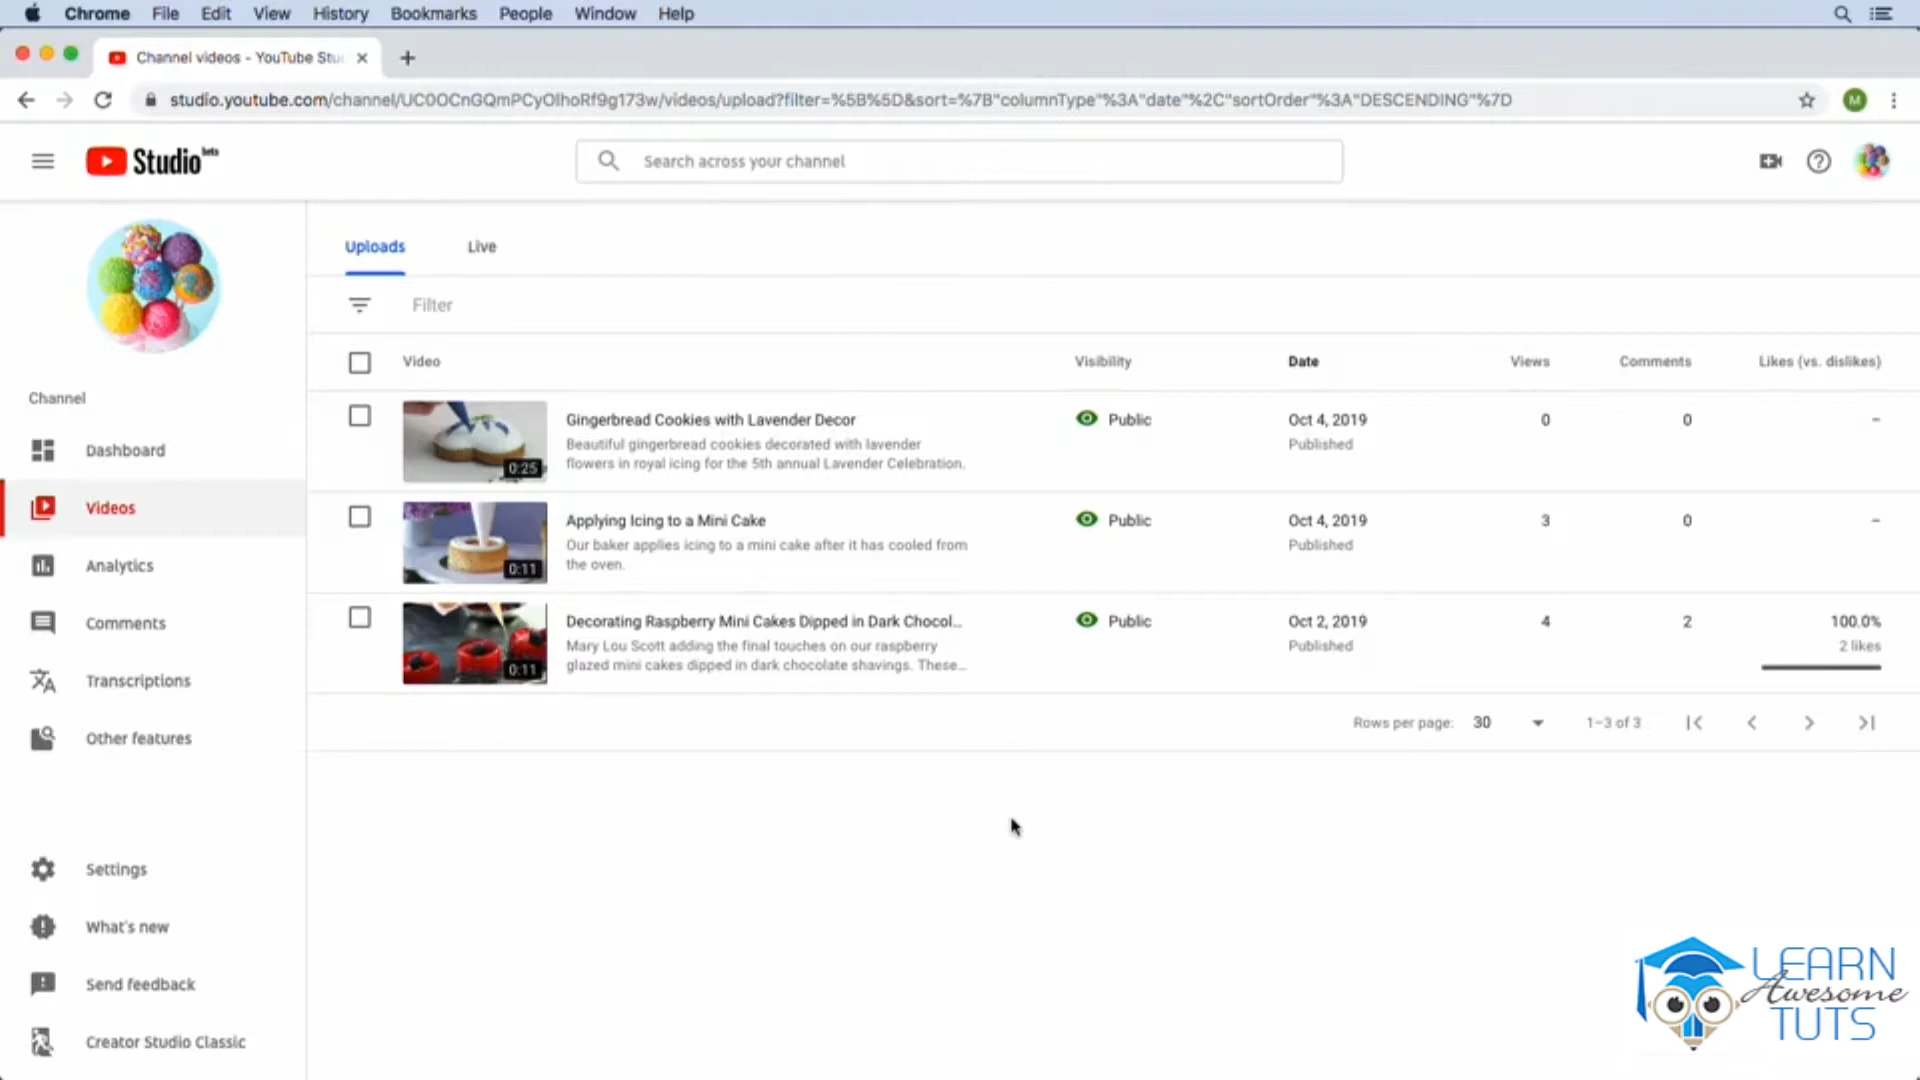 Chrome File Edit View History Bookmarks People Window Help
Channel videos - YouTube Stu
studio.youtube.com/channel/UC0OCnGQmPCyOlhoRf9g173w/videos/upload?filter=%5B%5D&sort=%7B"columnType"%3A"date"%2C"sortOrder"%3A"DESCENDING"%7D
M
Studio beta
Search across your channel
Uploads Live
Filter
Video Visibility Date Views Comments Likes (vs. dislikes)
Channel
Gingerbread Cookies with Lavender Decor Public Oct 4, 2019 0 0 –
Beautiful gingerbread cookies decorated with lavender Published
flowers in royal icing for the 5th annual Lavender Celebration.
0:25
Dashboard
Videos
Applying Icing to a Mini Cake Public Oct 4, 2019 3 0 –
Our baker applies icing to a mini cake after it has cooled from Published
the oven.
0:11
Analytics
Comments
Decorating Raspberry Mini Cakes Dipped in Dark Chocol... Public Oct 2, 2019 4 2 100.0%
Mary Lou Scott adding the final touches on our raspberry Published 2 likes
glazed mini cakes dipped in dark chocolate shavings. These...
0:11
Transcriptions
Rows per page: 30 1–3 of 3
Other features
Settings
What's new
Send feedback
Creator Studio Classic
LEARN
Awesome
TUTS